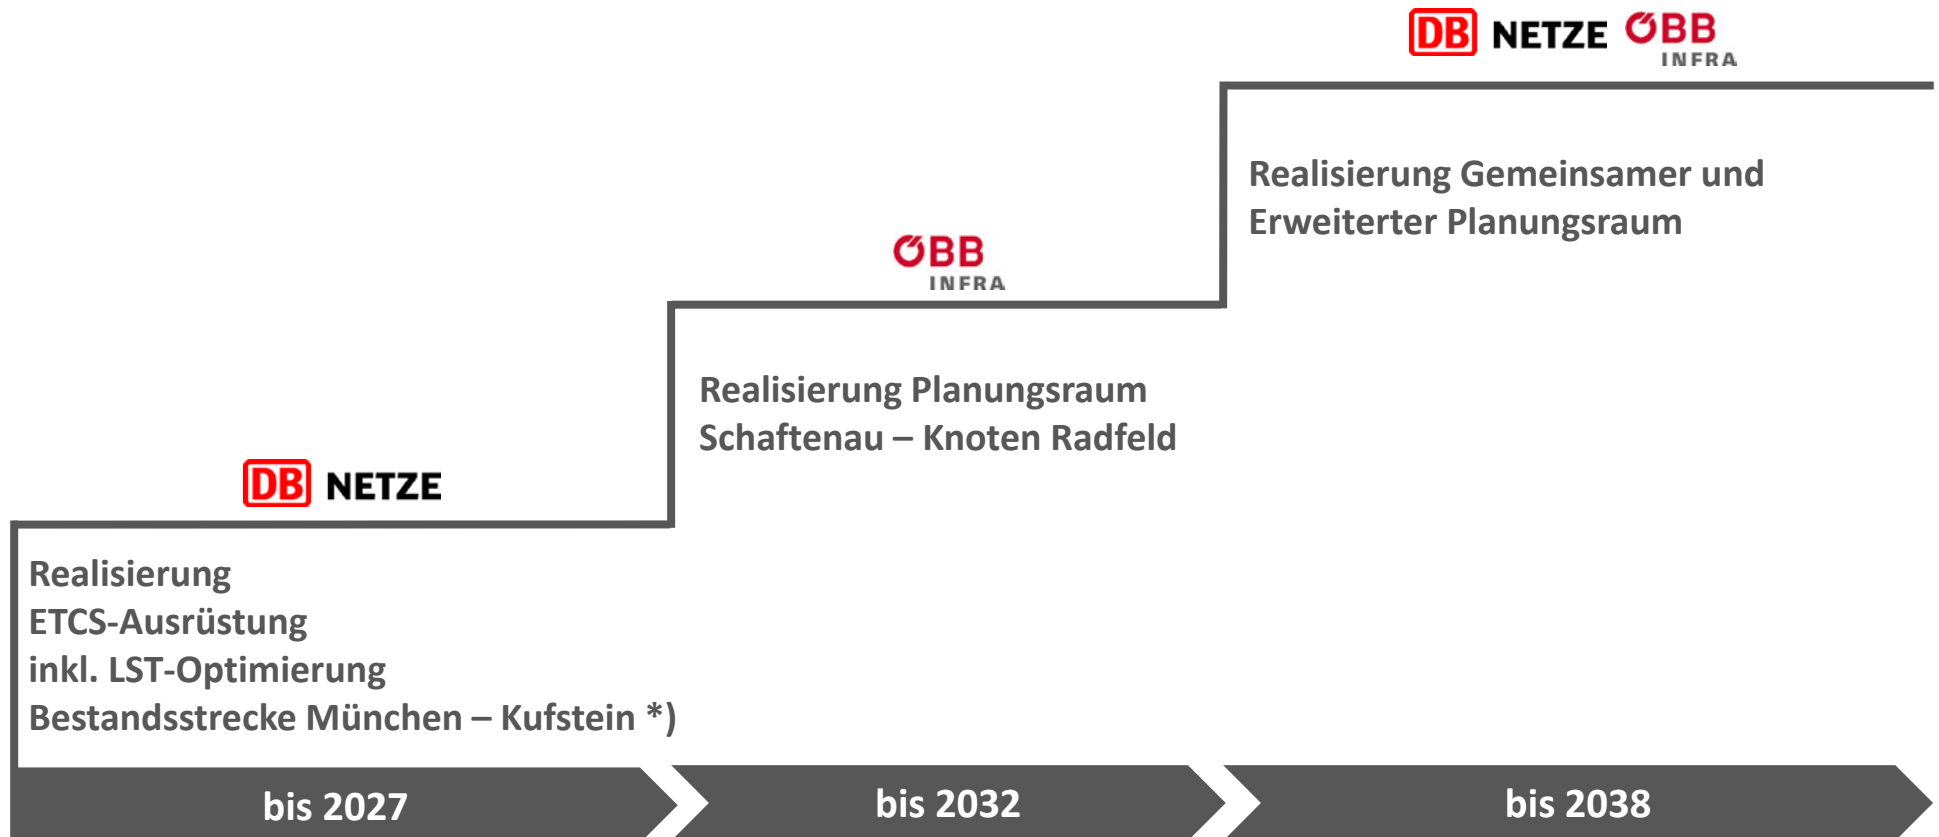 DB NETZE ÖBB
INFRA
Realisierung Gemeinsamer und
Erweiterter Planungsraum
ÖBB
INFRA
Realisierung Planungsraum
Schaftenau – Knoten Radfeld
DB NETZE
Realisierung
ETCS-Ausrüstung
inkl. LST-Optimierung
Bestandsstrecke München – Kufstein *)
bis 2027
bis 2032
bis 2038